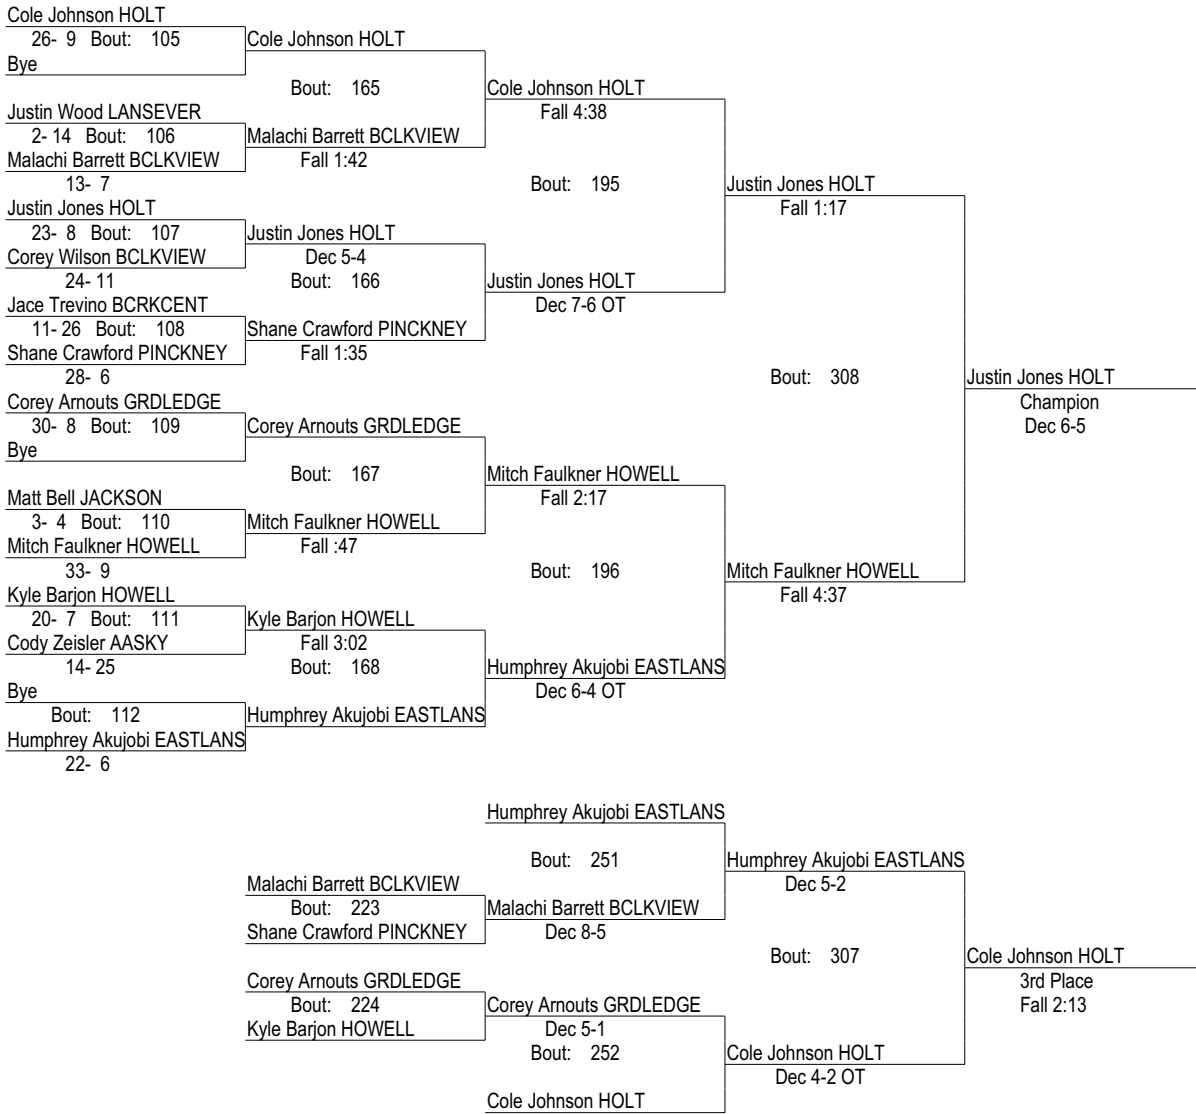 Cole Johnson HOLT
26- 9 Bout: 105
Cole Johnson HOLT
Bye
Bout: 165
Cole Johnson HOLT
Justin Wood LANSEVER
Fall 4:38
2- 14 Bout: 106
Malachi Barrett BCLKVIEW
Malachi Barrett BCLKVIEW
Fall 1:42
13- 7
Bout: 195
Justin Jones HOLT
Justin Jones HOLT
Fall 1:17
23- 8 Bout: 107
Justin Jones HOLT
Corey Wilson BCLKVIEW
Dec 5-4
24- 11
Bout: 166
Justin Jones HOLT
Jace Trevino BCRKCENT
Dec 7-6 OT
11- 26 Bout: 108
Shane Crawford PINCKNEY
Shane Crawford PINCKNEY
Fall 1:35
28- 6
Bout: 308
Justin Jones HOLT
Corey Arnouts GRDLEDGE
Champion
30- 8 Bout: 109
Corey Arnouts GRDLEDGE
Dec 6-5
Bye
Bout: 167
Mitch Faulkner HOWELL
Matt Bell JACKSON
Fall 2:17
3- 4 Bout: 110
Mitch Faulkner HOWELL
Mitch Faulkner HOWELL
Fall :47
33- 9
Bout: 196
Mitch Faulkner HOWELL
Kyle Barjon HOWELL
Fall 4:37
20- 7 Bout: 111
Kyle Barjon HOWELL
Cody Zeisler AASKY
Fall 3:02
14- 25
Bout: 168
Humphrey Akujobi EASTLANS
Bye
Dec 6-4 OT
Bout: 112
Humphrey Akujobi EASTLANS
Humphrey Akujobi EASTLANS
22- 6
Humphrey Akujobi EASTLANS
Bout: 251
Humphrey Akujobi EASTLANS
Malachi Barrett BCLKVIEW
Dec 5-2
Bout: 223
Malachi Barrett BCLKVIEW
Shane Crawford PINCKNEY
Dec 8-5
Bout: 307
Cole Johnson HOLT
Corey Arnouts GRDLEDGE
3rd Place
Bout: 224
Corey Arnouts GRDLEDGE
Fall 2:13
Kyle Barjon HOWELL
Dec 5-1
Bout: 252
Cole Johnson HOLT
Dec 4-2 OT
Cole Johnson HOLT